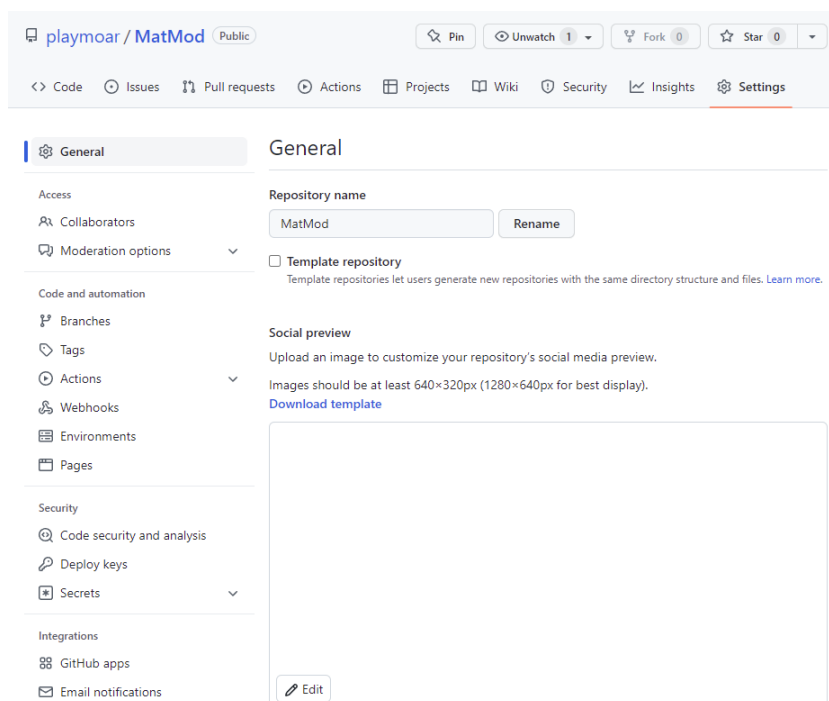 playmoar / MatMod Public
Pin Unwatch 1 Fork 0 Star 0
Code Issues Pull requests Actions Projects Wiki Security Insights Settings
General
Access
Collaborators
Moderation options
Code and automation
Branches
Tags
Actions
Webhooks
Environments
Pages
Security
Code security and analysis
Deploy keys
Secrets
Integrations
GitHub apps
Email notifications
General
Repository name
MatMod Rename
Template repository
Template repositories let users generate new repositories with the same directory structure and files. Learn more.
Social preview
Upload an image to customize your repository's social media preview.
Images should be at least 640×320px (1280×640px for best display).
Download template
Edit